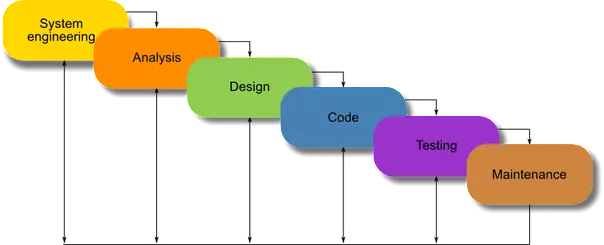 System
engineering
Analysis
Design
Code
Testing
Maintenance